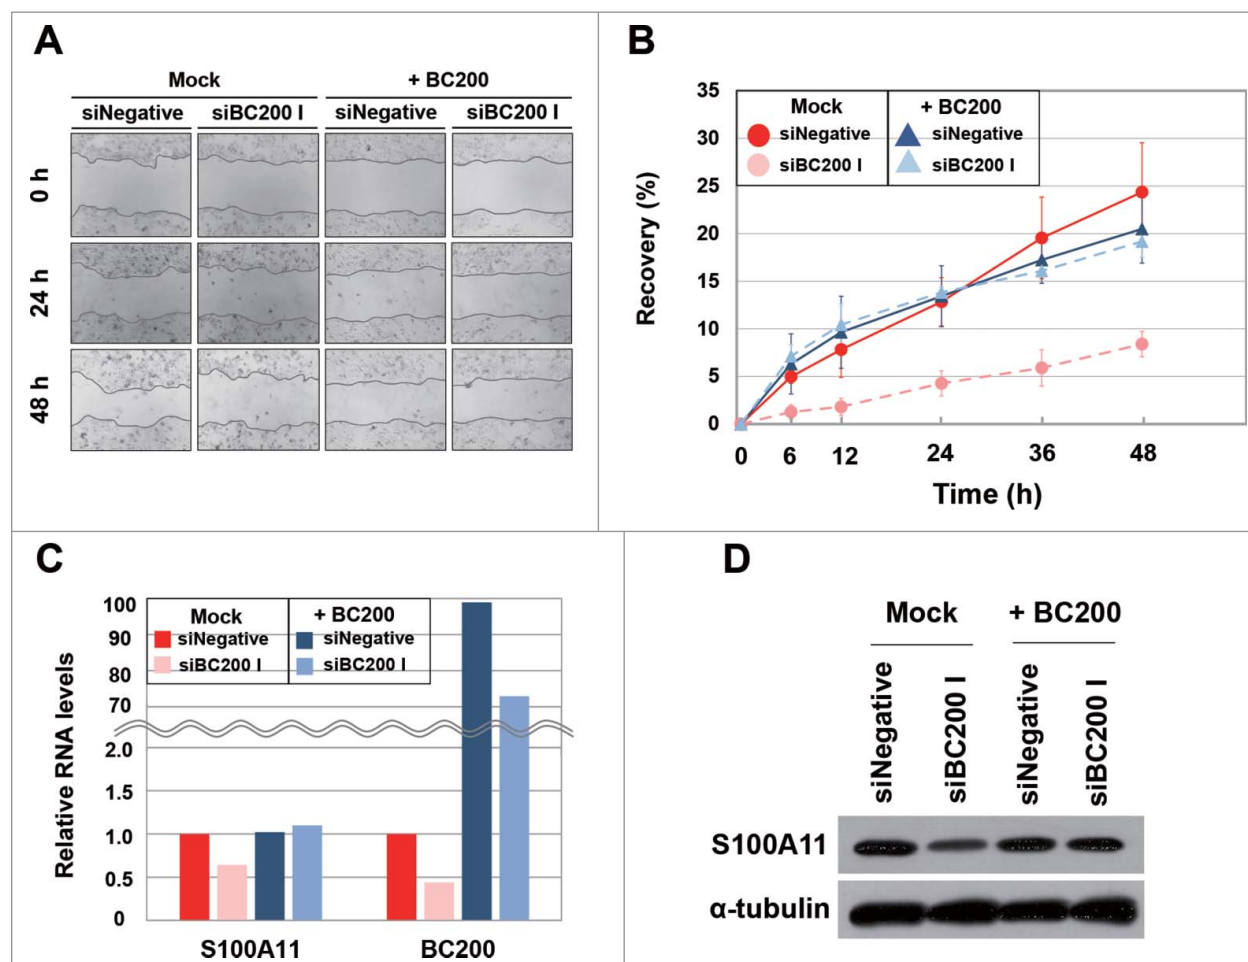 A
Mock
+ BC200
siNegative
siBC200 I
siNegative
siBC200 I
0 h
24 h
48 h
B
35
30
25
20
15
10
5
0
Recovery (%)
Mock
+ BC200
siNegative
siNegative
siBC200 I
siBC200 I
0
6
12
24
36
48
Time (h)
C
100
90
80
70
2.0
1.5
1.0
0.5
0
Relative RNA levels
Mock
+ BC200
siNegative
siNegative
siBC200 I
siBC200 I
S100A11
BC200
D
Mock
+ BC200
siNegative
siBC200 I
siNegative
siBC200 I
S100A11
α-tubulin